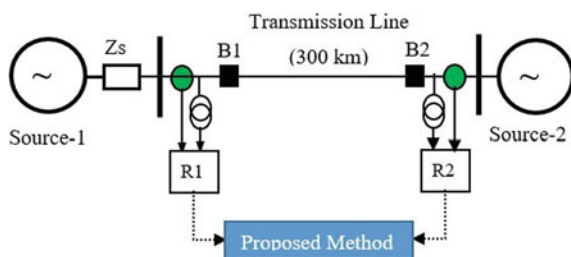 Transmission Line
Zs
B1
(300 km)
B2
~
~
Source-1
Source-2
R1
R2
Proposed Method